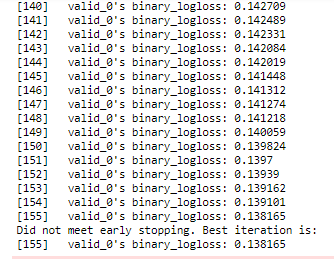 [140]	valid_0's binary_logloss: 0.142709
[141]	valid_0's binary_logloss: 0.142489
[142]	valid_0's binary_logloss: 0.142331
[143]	valid_0's binary_logloss: 0.142084
[144]	valid_0's binary_logloss: 0.142019
[145]	valid_0's binary_logloss: 0.141448
[146]	valid_0's binary_logloss: 0.141312
[147]	valid_0's binary_logloss: 0.141274
[148]	valid_0's binary_logloss: 0.141218
[149]	valid_0's binary_logloss: 0.140059
[150]	valid_0's binary_logloss: 0.139824
[151]	valid_0's binary_logloss: 0.1397
[152]	valid_0's binary_logloss: 0.13939
[153]	valid_0's binary_logloss: 0.139162
[154]	valid_0's binary_logloss: 0.139101
[155]	valid_0's binary_logloss: 0.138165
Did not meet early stopping. Best iteration is:
[155]	valid_0's binary_logloss: 0.138165